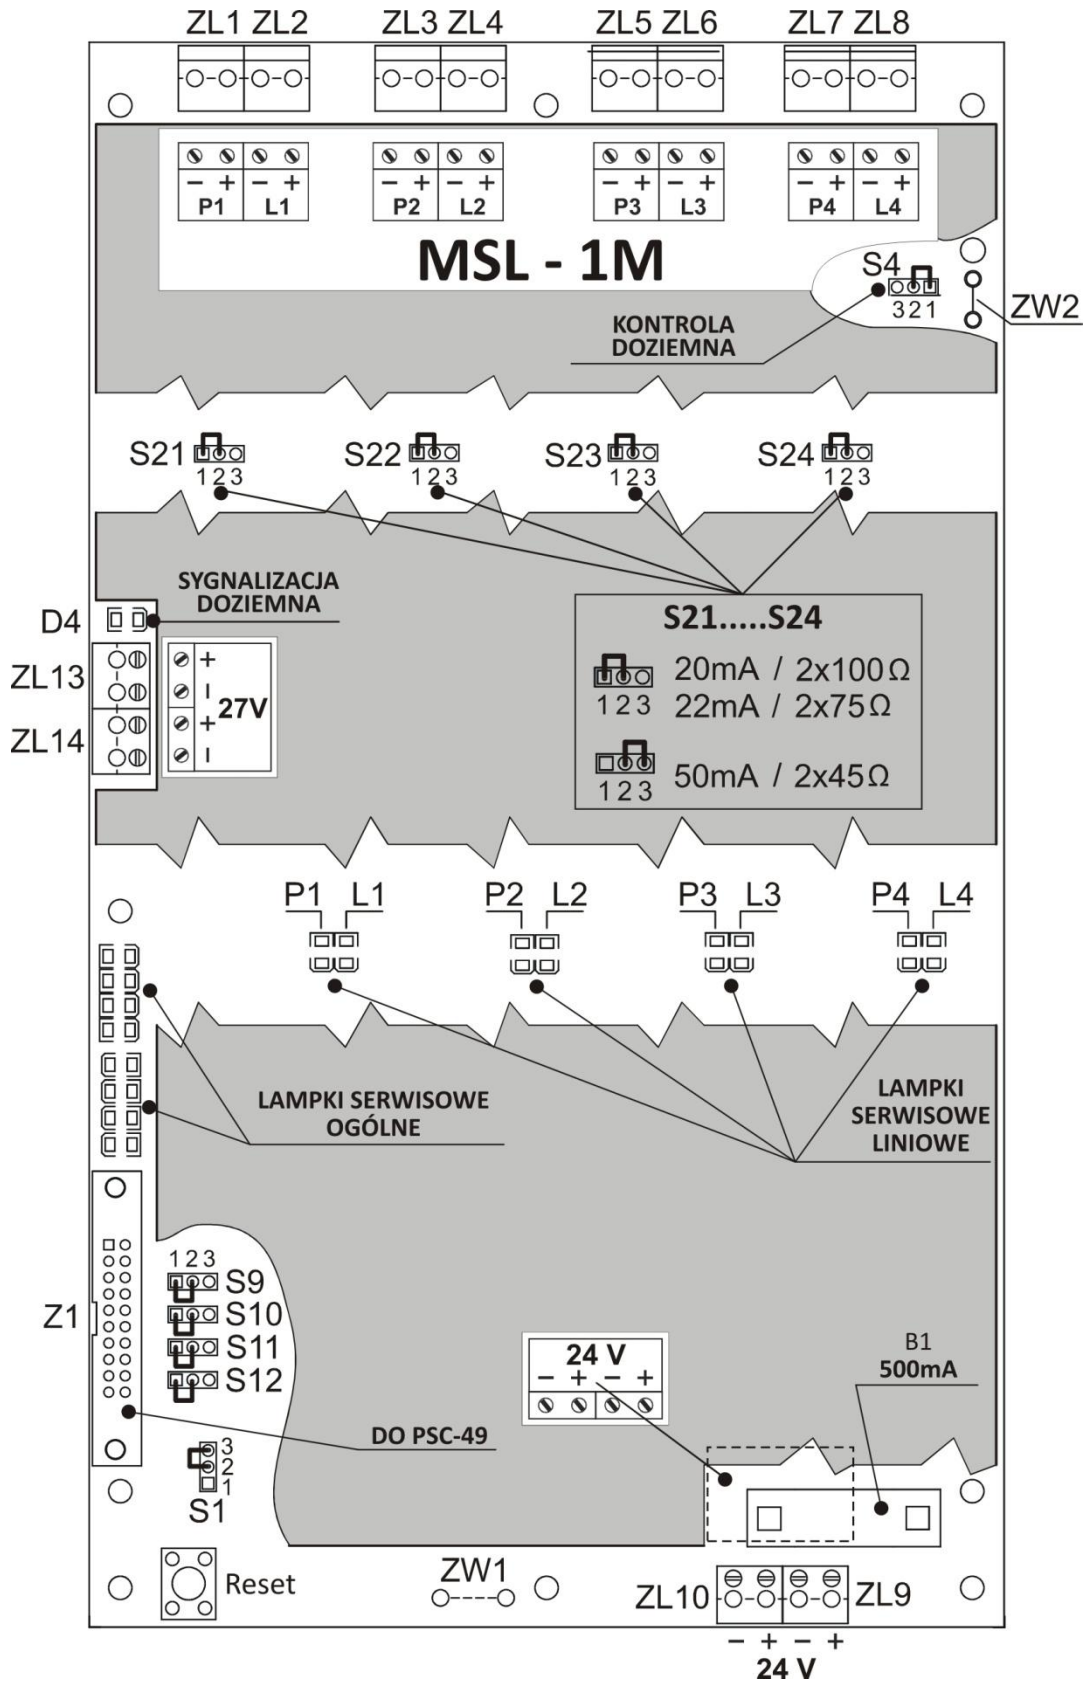 ZL1 ZL2 ZL3 ZL4 ZL5 ZL6 ZL7 ZL8
− + − + − + − + − + − + − + − +
P1 L1 P2 L2 P3 L3 P4 L4
MSL - 1M
S4
321
ZW2
KONTROLA
DOZIEMNA
S21 S22 S23 S24
123 123 123 123
SYGNALIZACJA
DOZIEMNA
D4
ZL13
ZL14
+
−
+
−
27V
S21.....S24
20mA / 2x100Ω
123
22mA / 2x75Ω
123
50mA / 2x45Ω
P1 L1 P2 L2 P3 L3 P4 L4
LAMPKI SERWISOWE
OGÓLNE
LAMPKI
SERWISOWE
LINIOWE
123
S9
S10
S11
S12
Z1
24 V
− + − +
B1
500mA
DO PSC-49
3
2
1
S1
Reset
ZW1
ZL10 ZL9
− + − +
24 V